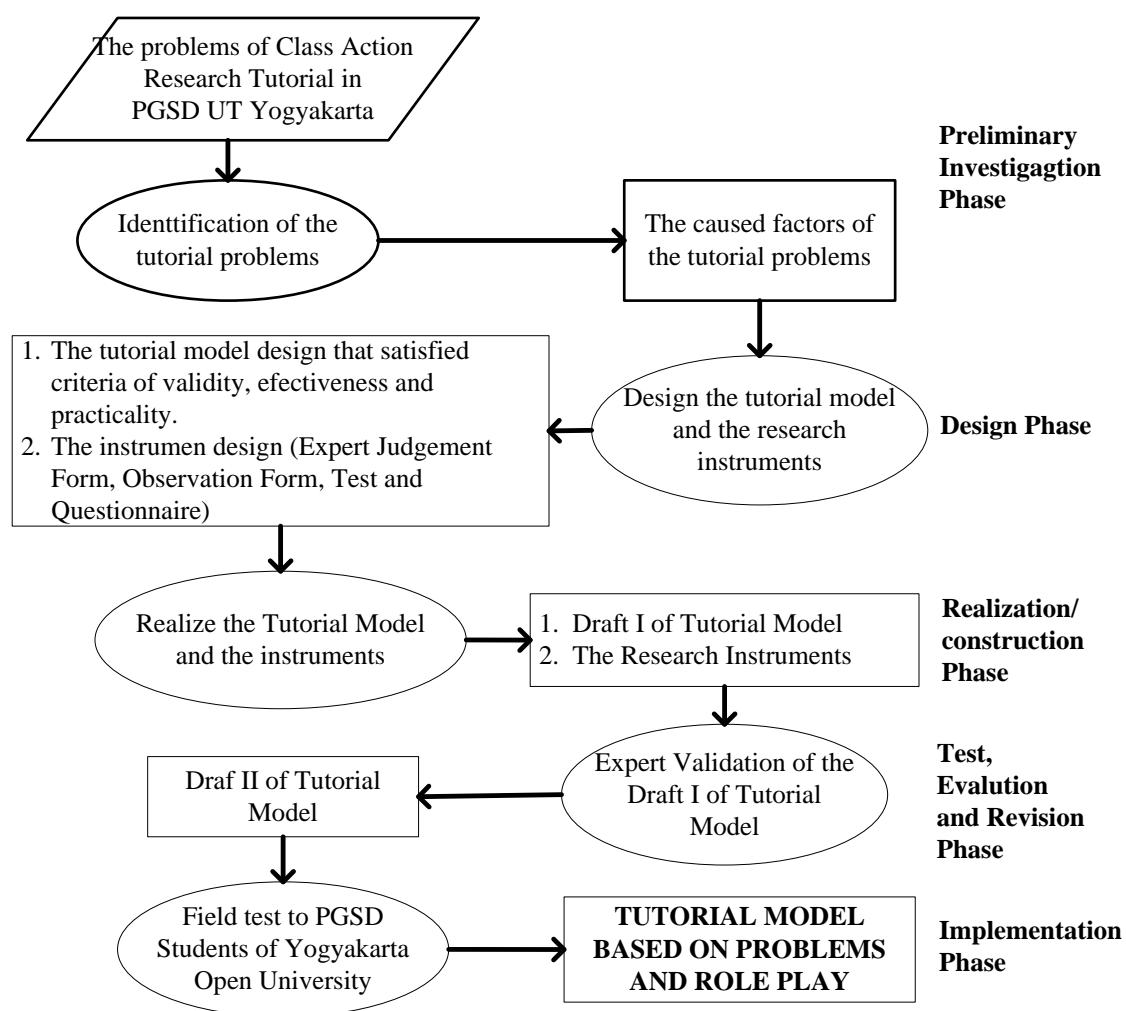 The problems of Class Action
Research Tutorial in
PGSD UT Yogyakarta
Preliminary
Investigagtion
Phase
Identtification of the
tutorial problems
The caused factors of
the tutorial problems
1. The tutorial model design that satisfied
criteria of validity, efectiveness and
practicality.
2. The instrumen design (Expert Judgement
Form, Observation Form, Test and
Questionnaire)
Design the tutorial model
and the research
instruments
Design Phase
Realize the Tutorial Model
and the instruments
1. Draft I of Tutorial Model
2. The Research Instruments
Realization/
construction
Phase
Draf II of Tutorial
Model
Expert Validation of the
Draft I of Tutorial
Model
Test,
Evalution
and Revision
Phase
Field test to PGSD
Students of Yogyakarta
Open University
TUTORIAL MODEL
BASED ON PROBLEMS
AND ROLE PLAY
Implementation
Phase